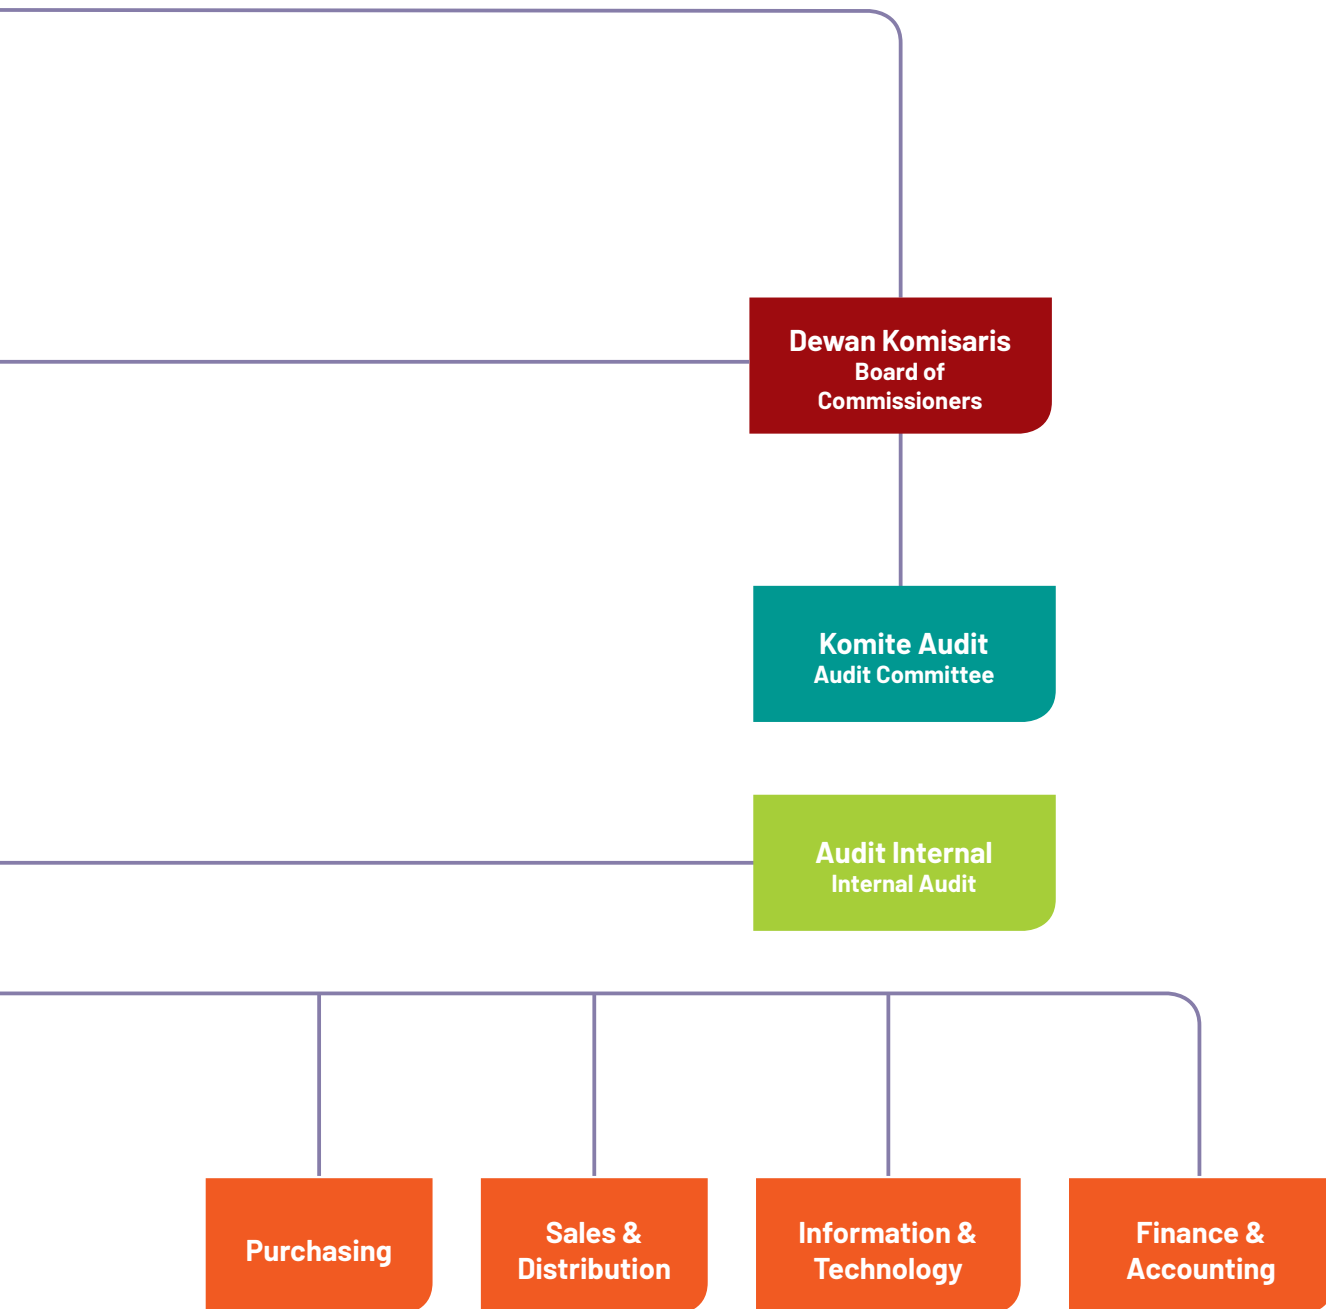 Dewan Komisaris
Board of
Commissioners
Komite Audit
Audit Committee
Audit Internal
Internal Audit
Purchasing
Sales &
Distribution
Information &
Technology
Finance &
Accounting